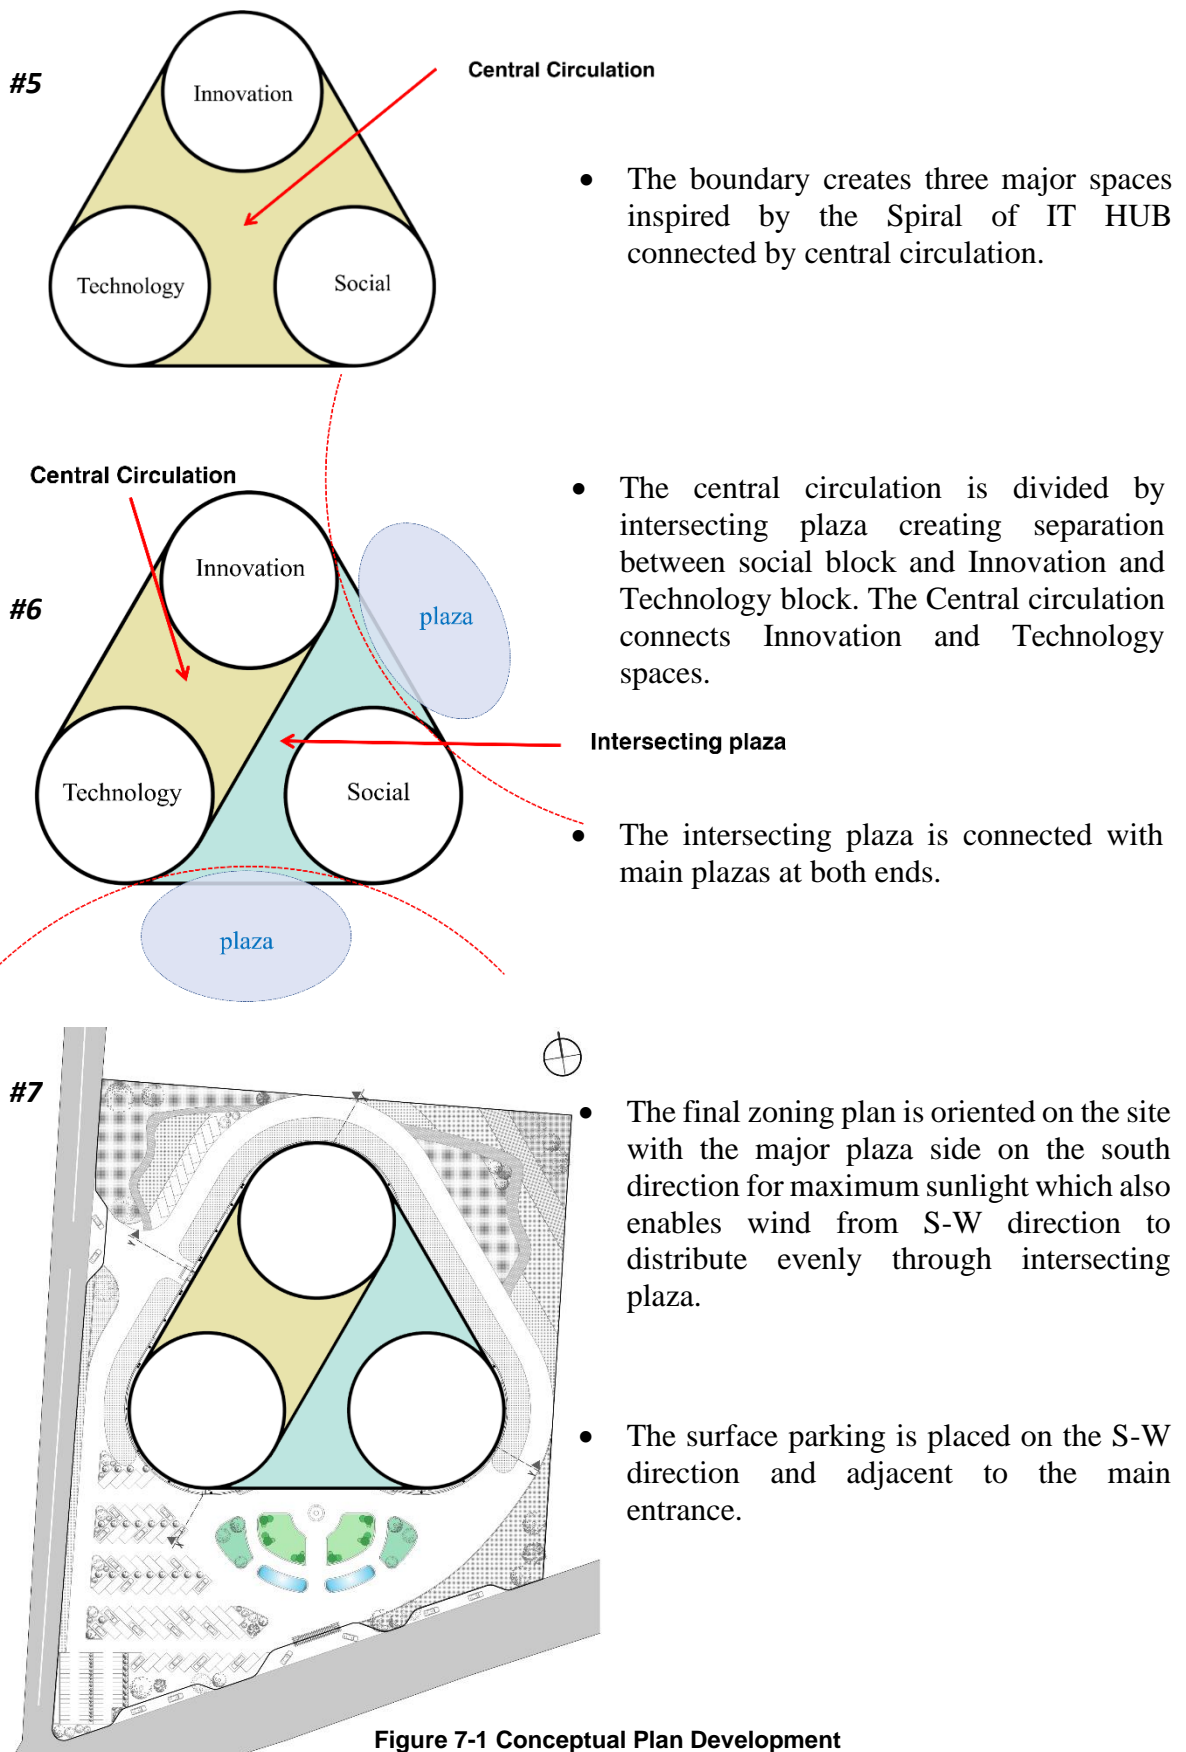 #5
Innovation
Technology
Social
Central Circulation
• The boundary creates three major spaces
inspired by the Spiral of IT HUB
connected by central circulation.
Central Circulation
#6
Innovation
plaza
Technology
Social
plaza
Intersecting plaza
• The central circulation is divided by
intersecting plaza creating separation
between social block and Innovation and
Technology block. The Central circulation
connects Innovation and Technology
spaces.
• The intersecting plaza is connected with
main plazas at both ends.
#7
• The final zoning plan is oriented on the site
with the major plaza side on the south
direction for maximum sunlight which also
enables wind from S-W direction to
distribute evenly through intersecting
plaza.
• The surface parking is placed on the S-W
direction and adjacent to the main
entrance.
Figure 7-1 Conceptual Plan Development